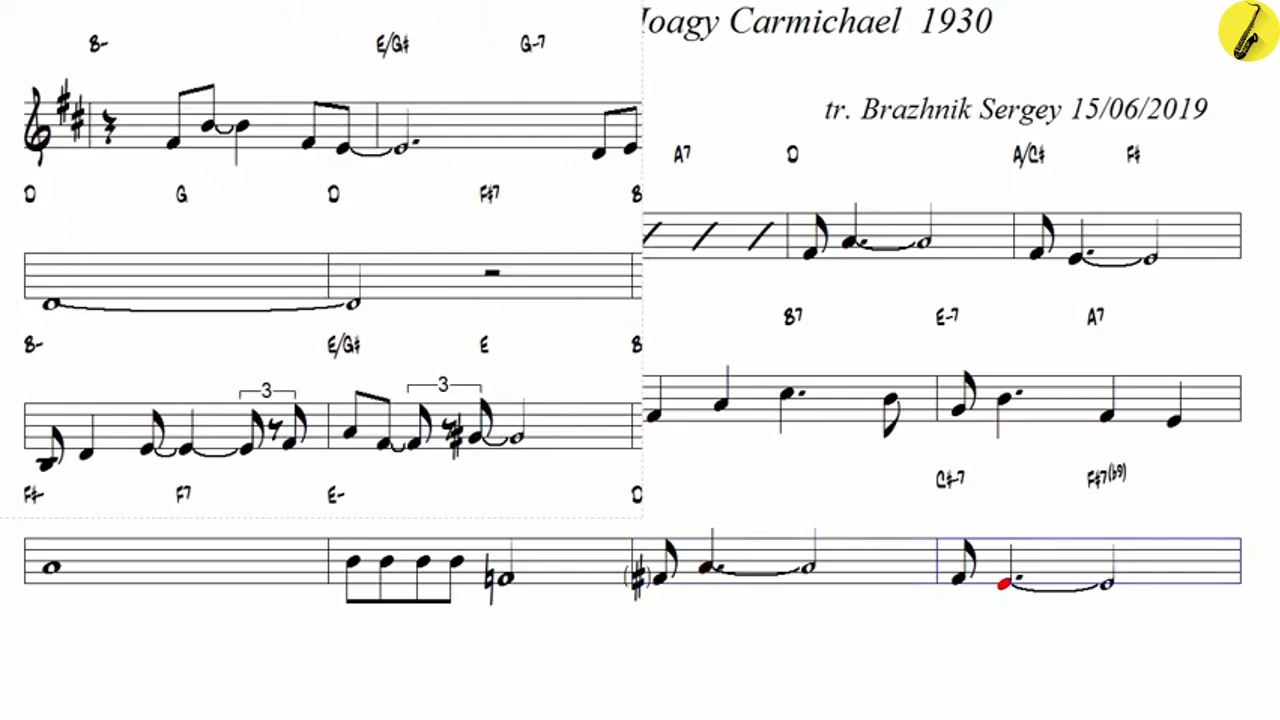 Hoagy Carmichael 1930
tr. Brazhnik Sergey 15/06/2019
B- E/G# G-7
A7 D A/C# F#
D G D F#7 B
B7 E-7 A7
B- E/G# E B
3 3
C#-7 F#7(b9)
F#- F7 E- D